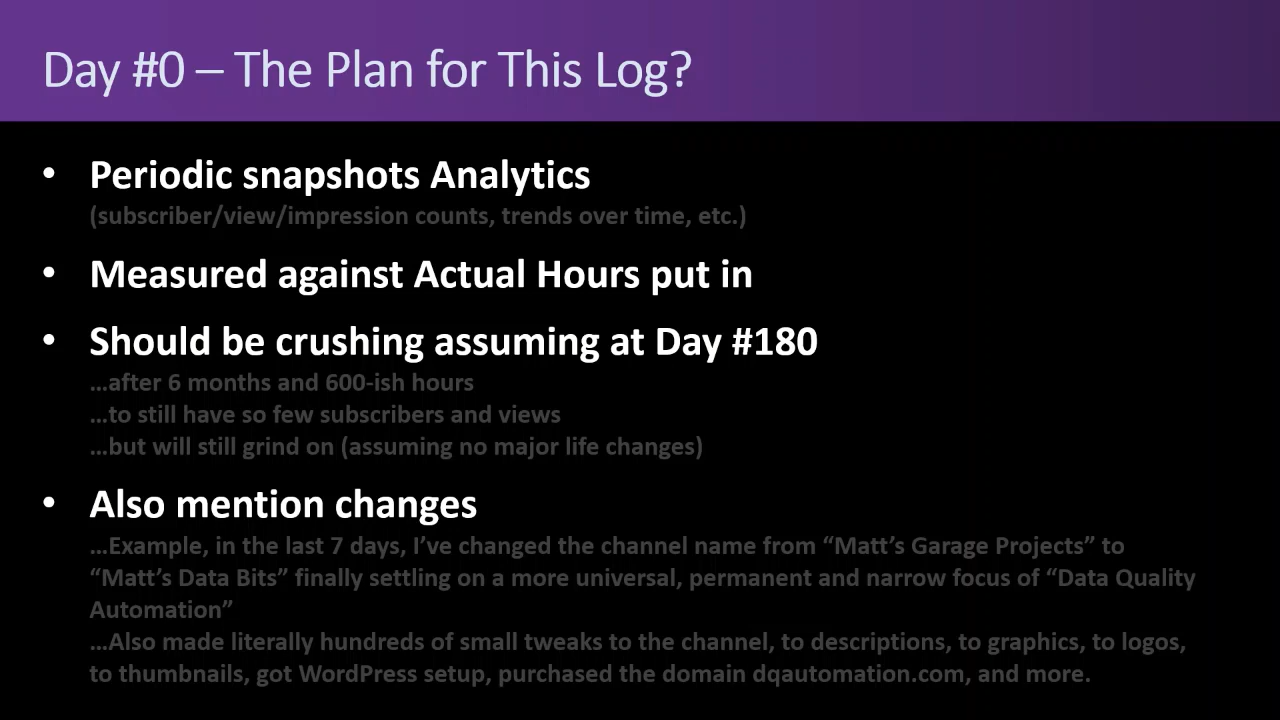 Day #0 – The Plan for This Log?
• Periodic snapshots Analytics
(subscriber/view/impression counts, trends over time, etc.)
• Measured against Actual Hours put in
• Should be crushing assuming at Day #180
…after 6 months and 600-ish hours
…to still have so few subscribers and views
…but will still grind on (assuming no major life changes)
• Also mention changes
…Example, in the last 7 days, I’ve changed the channel name from “Matt’s Garage Projects” to
“Matt’s Data Bits” finally settling on a more universal, permanent and narrow focus of “Data Quality
Automation”
…Also made literally hundreds of small tweaks to the channel, to descriptions, to graphics, to logos,
to thumbnails, got WordPress setup, purchased the domain dqautomation.com, and more.